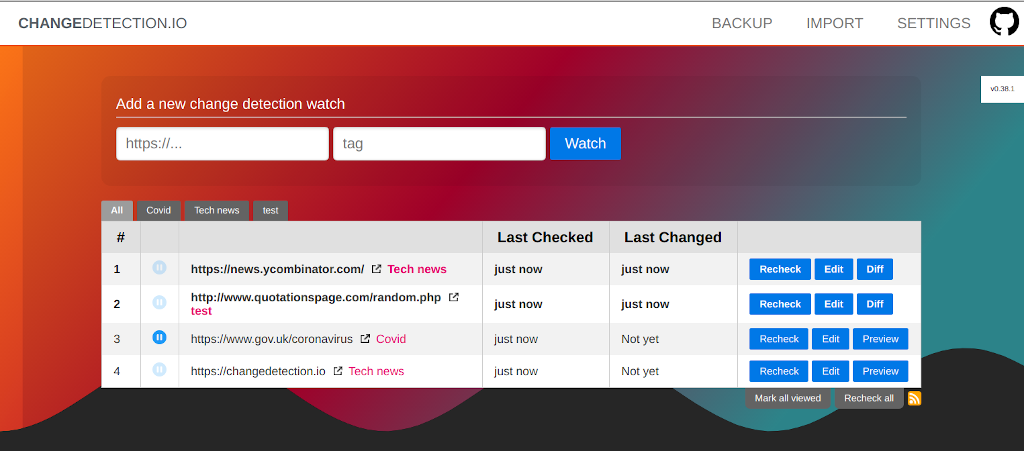 CHANGEDETECTION.IO BACKUP IMPORT SETTINGS
v0.38.1
Add a new change detection watch
https://... tag Watch
All Covid Tech news test
# Last Checked Last Changed
1 https://news.ycombinator.com/ Tech news just now just now Recheck Edit Diff
2 http://www.quotationspage.com/random.php just now just now Recheck Edit Diff
test
3 https://www.gov.uk/coronavirus Covid just now Not yet Recheck Edit Preview
4 https://changedetection.io Tech news just now Not yet Recheck Edit Preview
Mark all viewed Recheck all